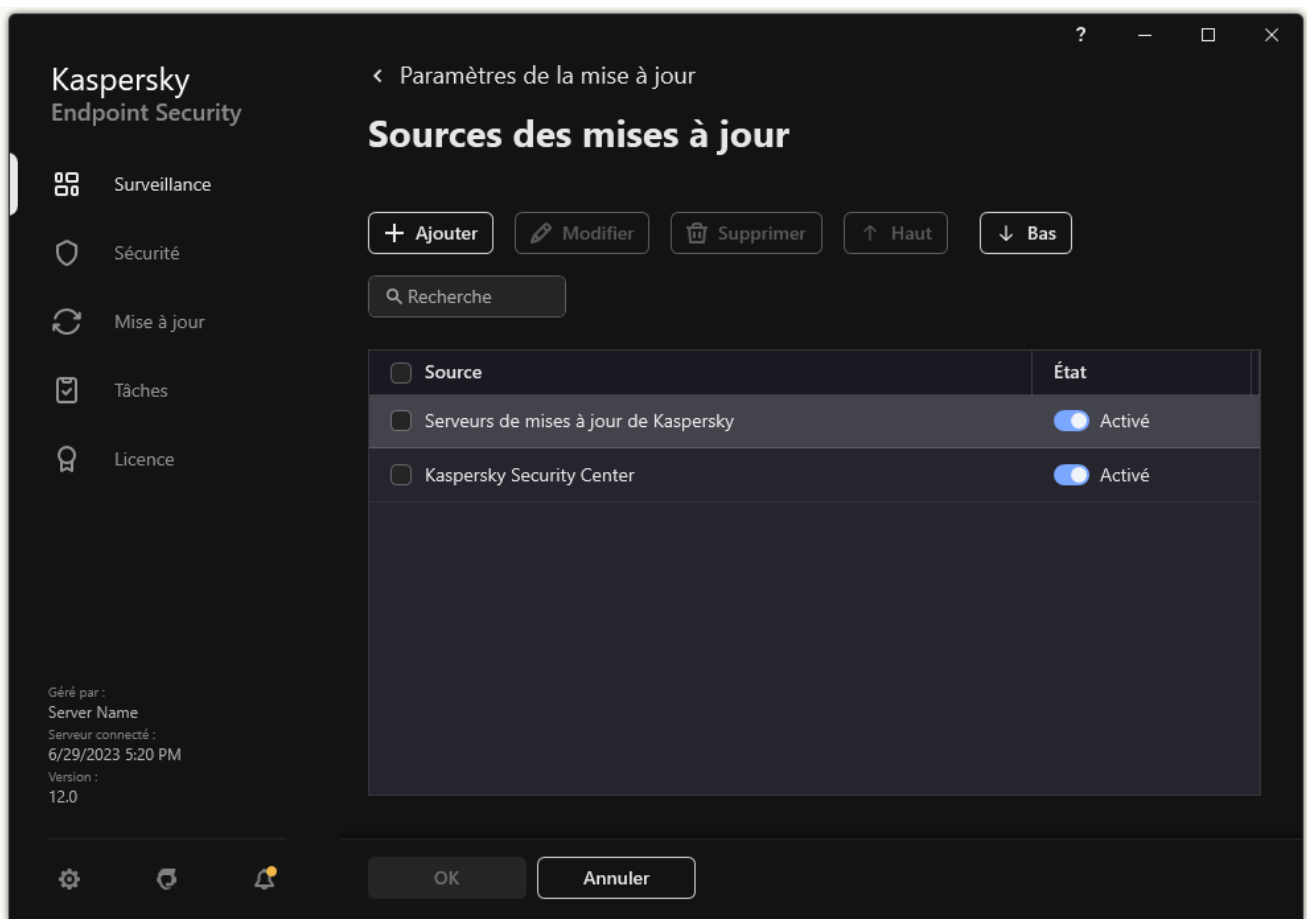 ?
Kaspersky
Endpoint Security
Surveillance
Sécurité
Mise à jour
Tâches
Licence
Géré par :
Server Name
Serveur connecté :
6/29/2023 5:20 PM
Version :
12.0
Paramètres de la mise à jour
Sources des mises à jour
Ajouter Modifier Supprimer Haut Bas
Recherche
Source État
Serveurs de mises à jour de Kaspersky Activé
Kaspersky Security Center Activé
OK Annuler